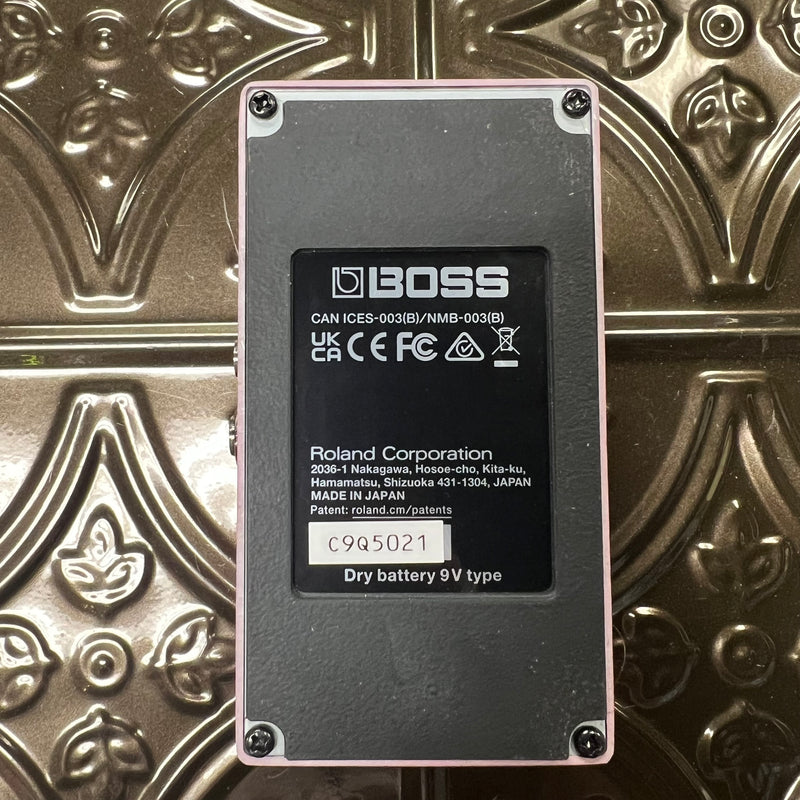 BOSS
CAN ICES-003(B)/NMB-003(B)
UK
CA CE FC
Roland Corporation
2036-1 Nakagawa, Hosoe-cho, Kita-ku,
Hamamatsu, Shizuoka 431-1304, JAPAN
MADE IN JAPAN
Patent: roland.cm/patents
C9Q5021
Dry battery 9V type